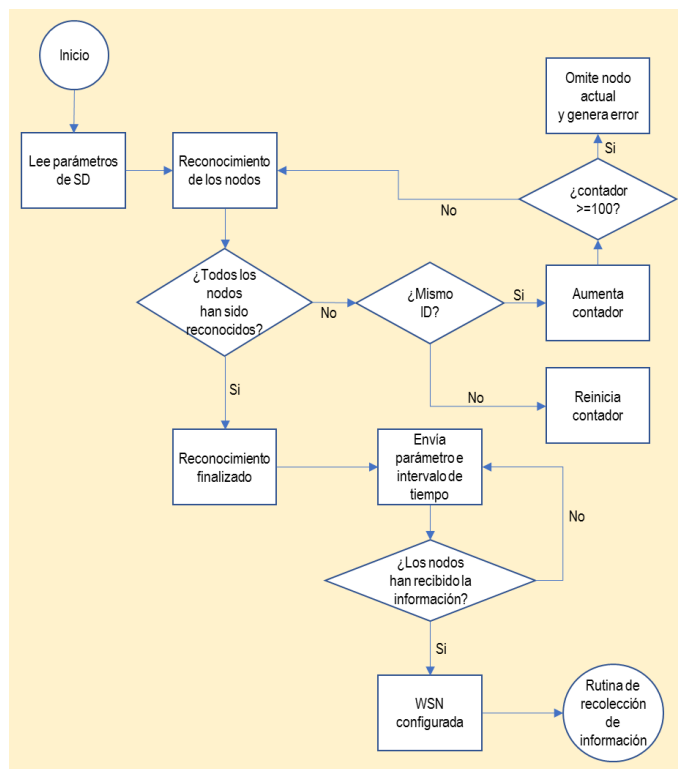 Inicio
Omite nodo
actual
y genera error
Lee parámetros
de SD
Reconocimiento
de los nodos
Si
¿contador
>=100?
No
¿Todos los
nodos
han sido
reconocidos?
No
¿Mismo
ID?
Si
Aumenta
contador
Si
No
Reinicia
contador
Reconocimiento
finalizado
Envía
parámetro e
intervalo de
tiempo
No
¿Los nodos
han recibido la
información?
Si
WSN
configurada
Rutina de
recolección
de
información